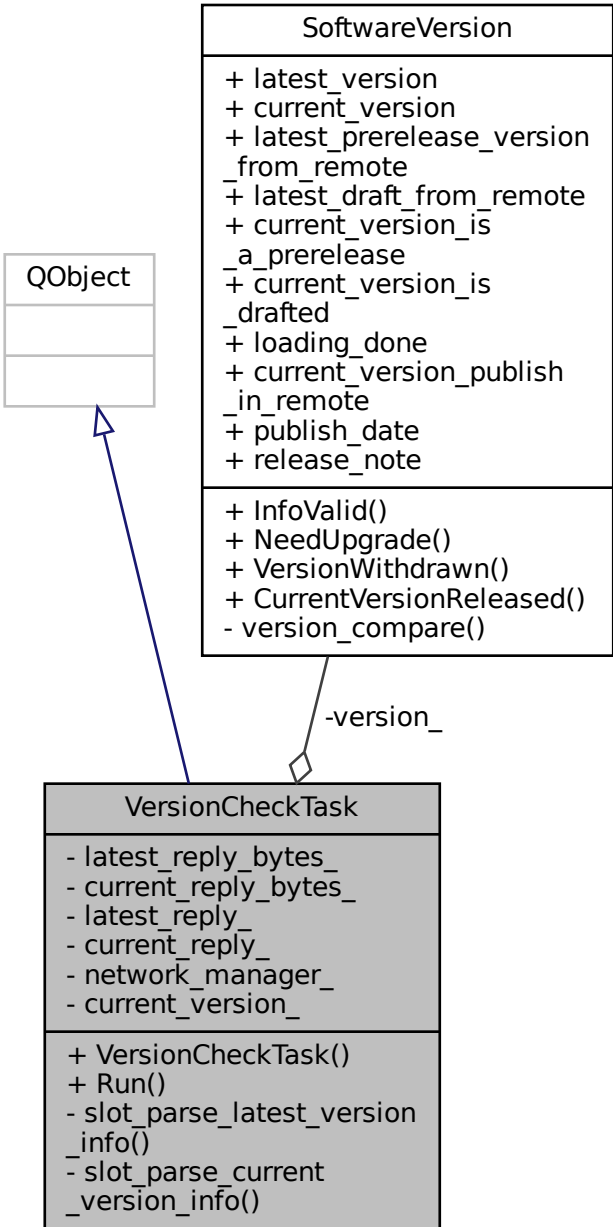 SoftwareVersion
+ latest_version
+ current_version
+ latest_prerelease_version
_from_remote
+ latest_draft_from_remote
+ current_version_is
_a_prerelease
+ current_version_is
_drafted
+ loading_done
+ current_version_publish
_in_remote
+ publish_date
+ release_note
+ InfoValid()
+ NeedUpgrade()
+ VersionWithdrawn()
+ CurrentVersionReleased()
- version_compare()
QObject
-version_
VersionCheckTask
- latest_reply_bytes_
- current_reply_bytes_
- latest_reply_
- current_reply_
- network_manager_
- current_version_
+ VersionCheckTask()
+ Run()
- slot_parse_latest_version
_info()
- slot_parse_current
_version_info()